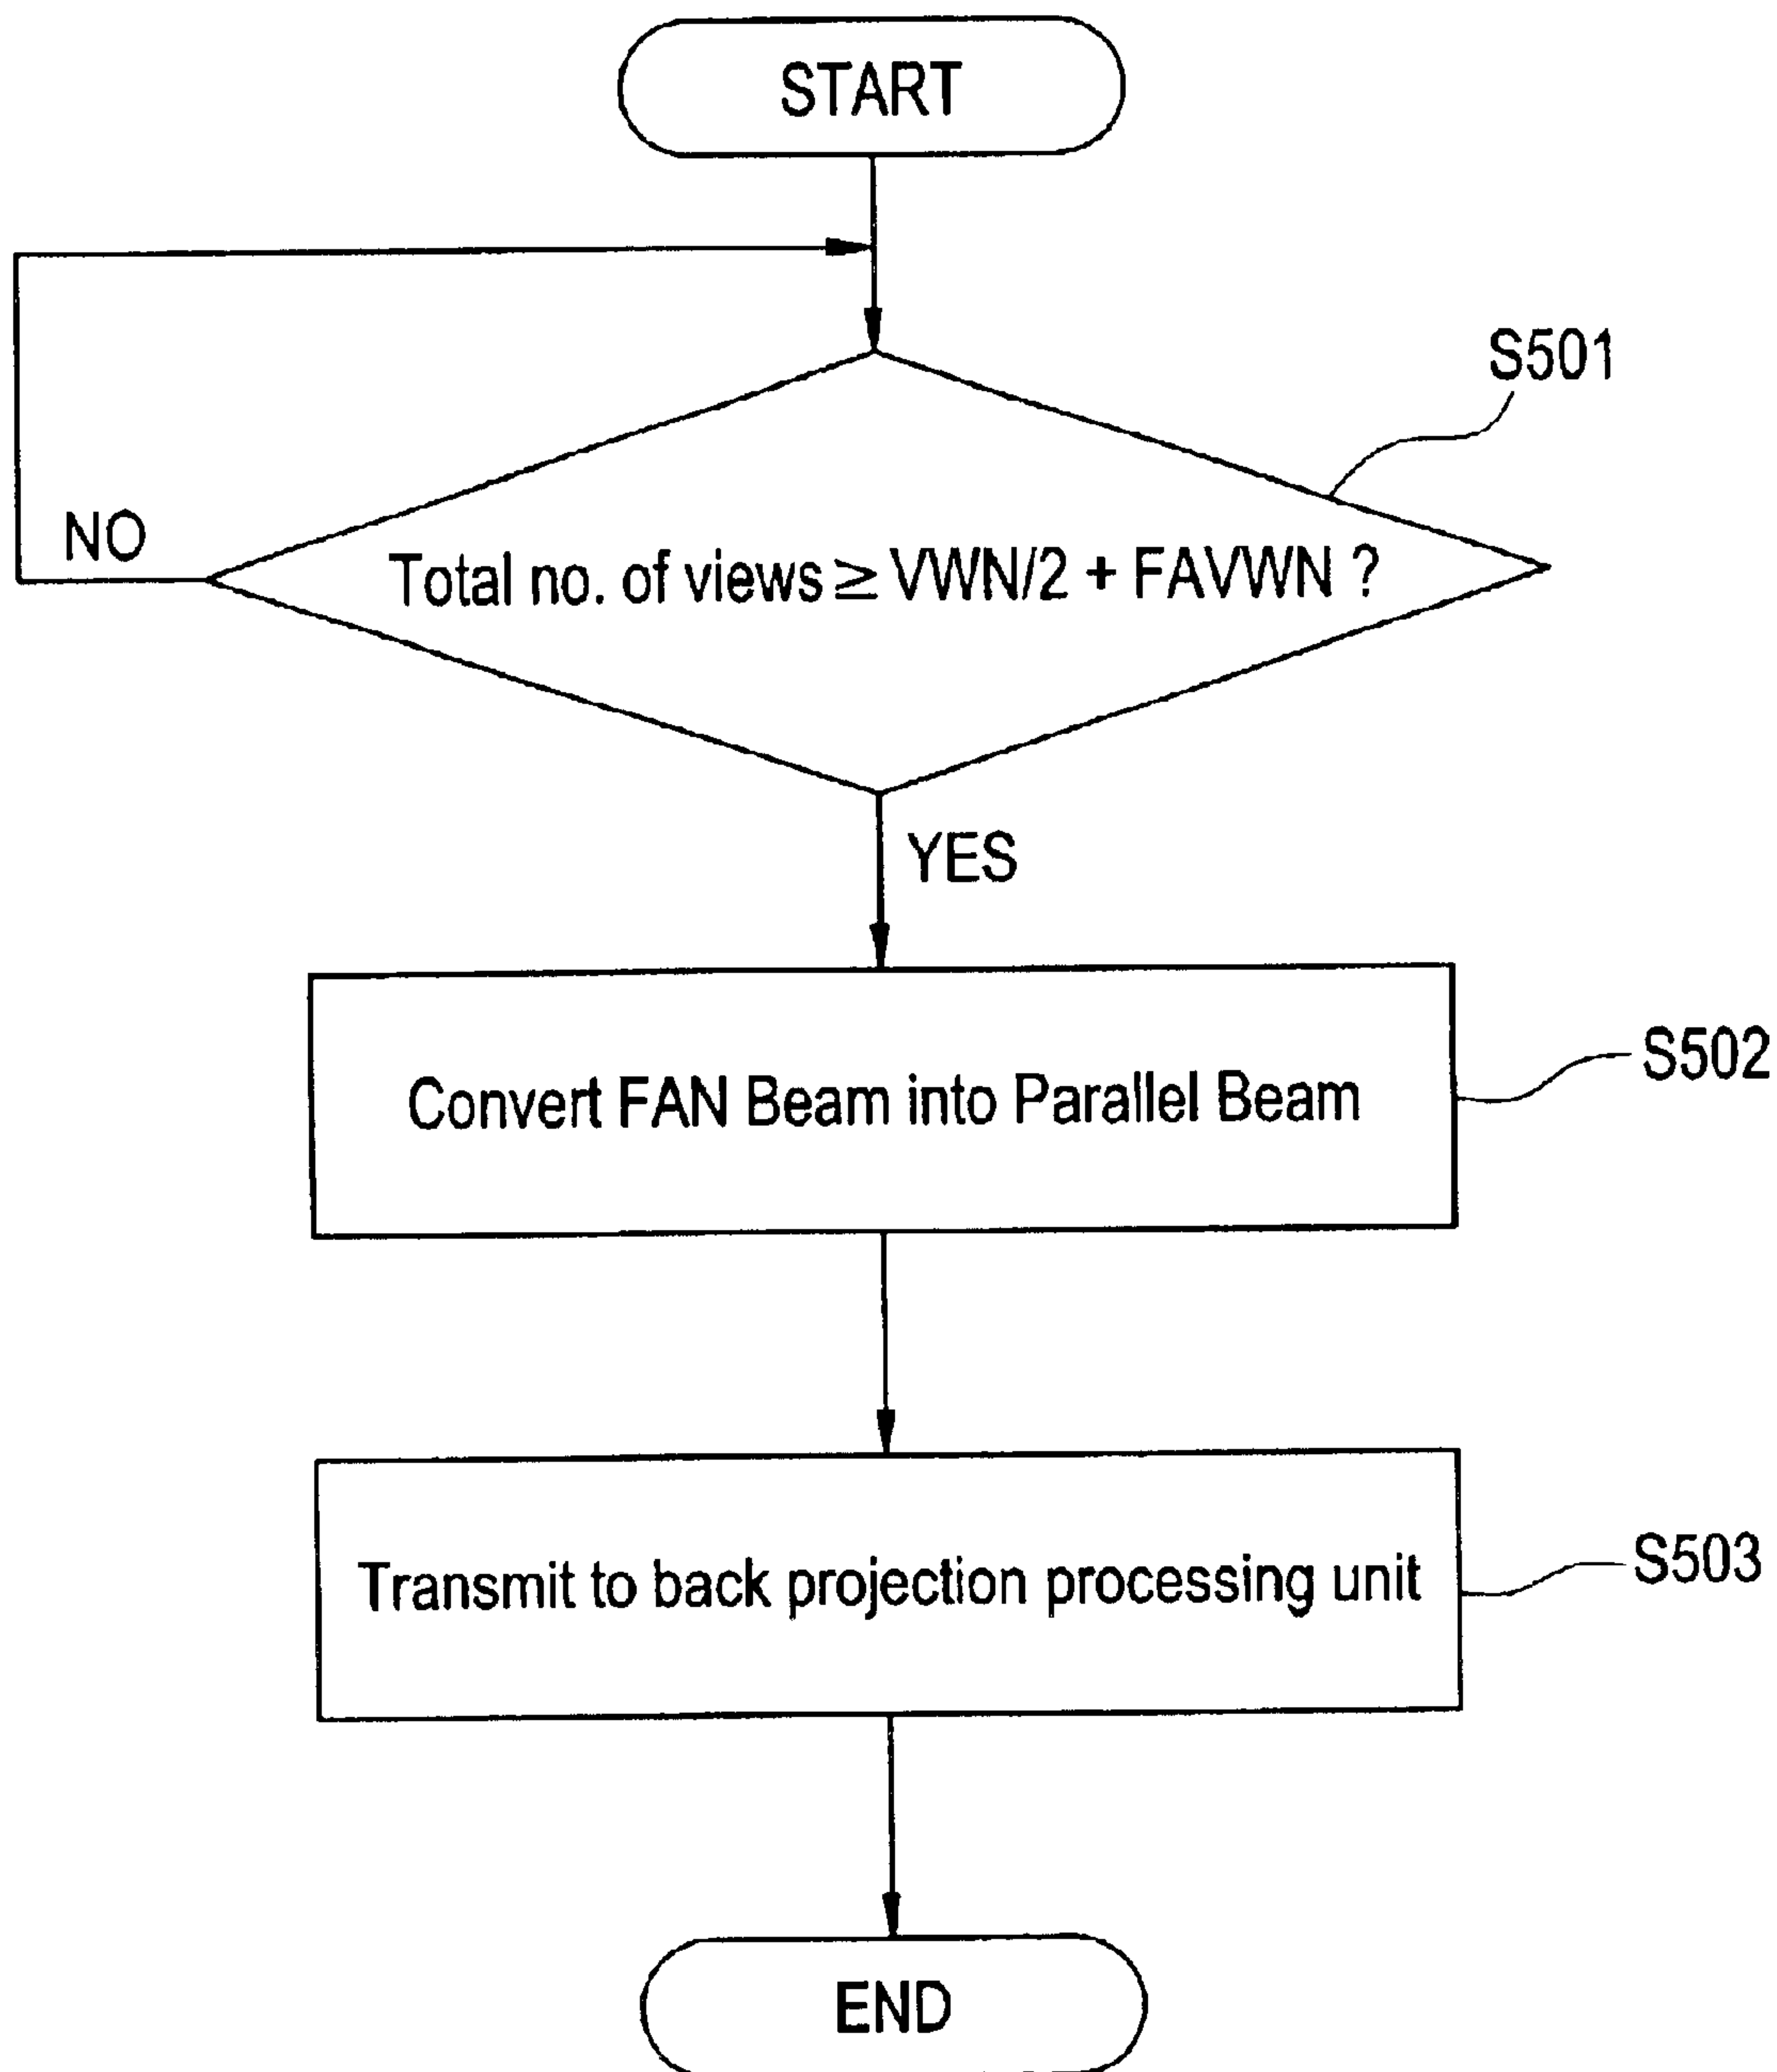 START
S501
NO
Total no. of views ≥ VWN/2 + FAVWN ?
YES
Convert FAN Beam into Parallel Beam
S502
Transmit to back projection processing unit
S503
END